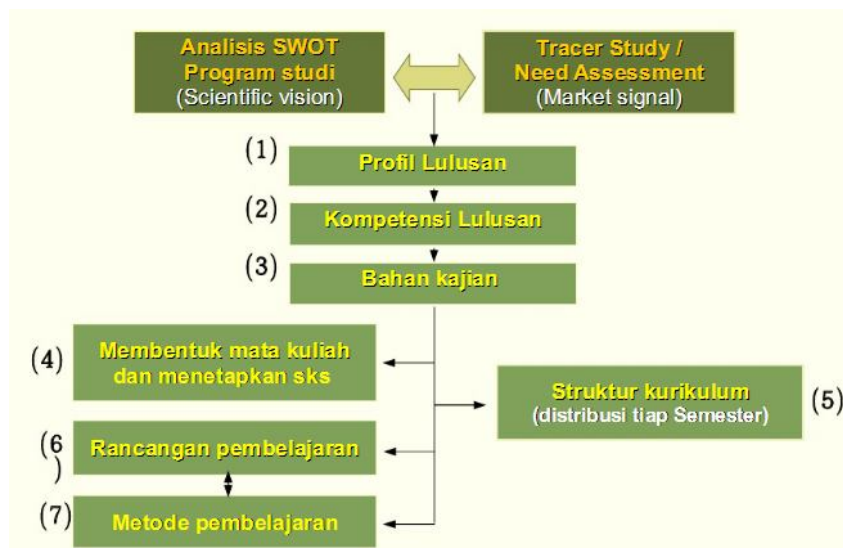 Analisis SWOT
Program studi
(Scientific vision)
Tracer Study /
Need Assessment
(Market signal)
(1)
Profil Lulusan
(2)
Kompetensi Lulusan
(3)
Bahan kajian
(4)
Membentuk mata kuliah
dan menetapkan sks
Struktur kurikulum
(distribusi tiap Semester)
(5)
(6
)
Rancangan pembelajaran
(7)
Metode pembelajaran